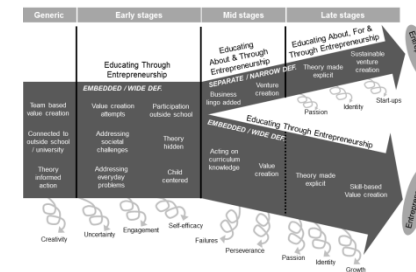 Generic
Early stages
Mid stages
Late stages
Educating Through
Entrepreneurship
Educating
About & Through
Entrepreneurship
Educating About, For &
Through Entrepreneurship
EMBEDDED / WIDE DEF.
SEPARATE / NARROW DEF.
Team based
value creation
Connected to
outside school /
university
Theory
informed
action
Value creation
attempts
Participation
outside school
Addressing
societal
challenges
Theory
hidden
Addressing
everyday
problems
Child
centered
Business
lingo added
Venture
creation
Theory made
explicit
Sustainable
venture
creation
Passion
Identity
Start-ups
Educating Through Entrepreneurship
EMBEDDED / WIDE DEF.
Acting on
curriculum
knowledge
Value
creation
Theory made
explicit
Skill-based
Value creation
Creativity
Uncertainty
Engagement
Self-efficacy
Failures
Perseverance
Passion
Identity
Growth